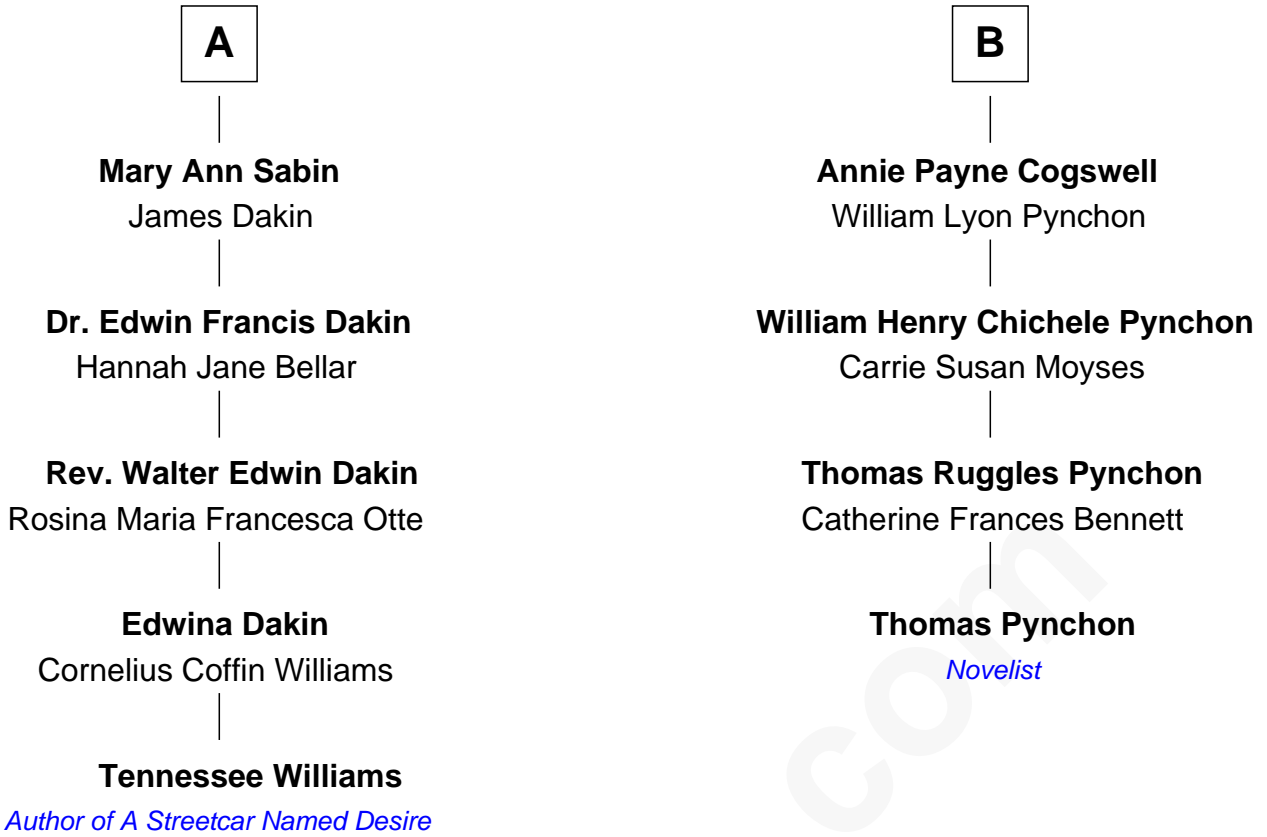 A
Mary Ann Sabin
James Dakin
Dr. Edwin Francis Dakin
Hannah Jane Bellar
Rev. Walter Edwin Dakin
Rosina Maria Francesca Otte
Edwina Dakin
Cornelius Coffin Williams
Tennessee Williams
Author of A Streetcar Named Desire
B
Annie Payne Cogswell
William Lyon Pynchon
William Henry Chichele Pynchon
Carrie Susan Moyses
Thomas Ruggles Pynchon
Catherine Frances Bennett
Thomas Pynchon
Novelist
com